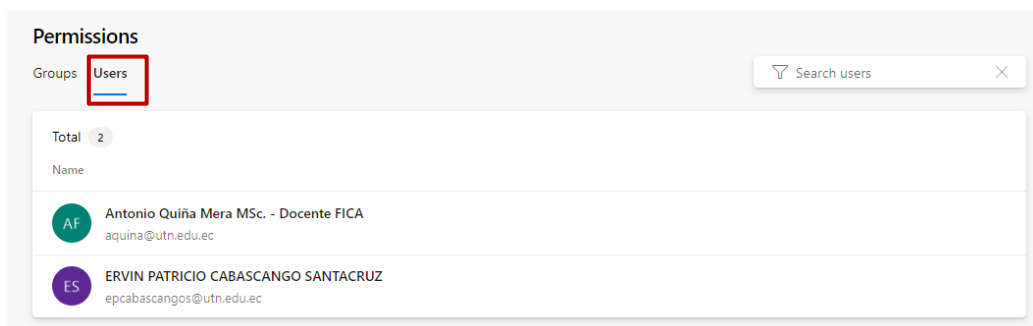 Permissions
Groups Users
Search users
Total 2
Name
AF
Antonio Quiña Mera MSc. - Docente FICA
aquina@utn.edu.ec
ES
ERVIN PATRICIO CABASCANGO SANTACRUZ
epcabascangos@utn.edu.ec